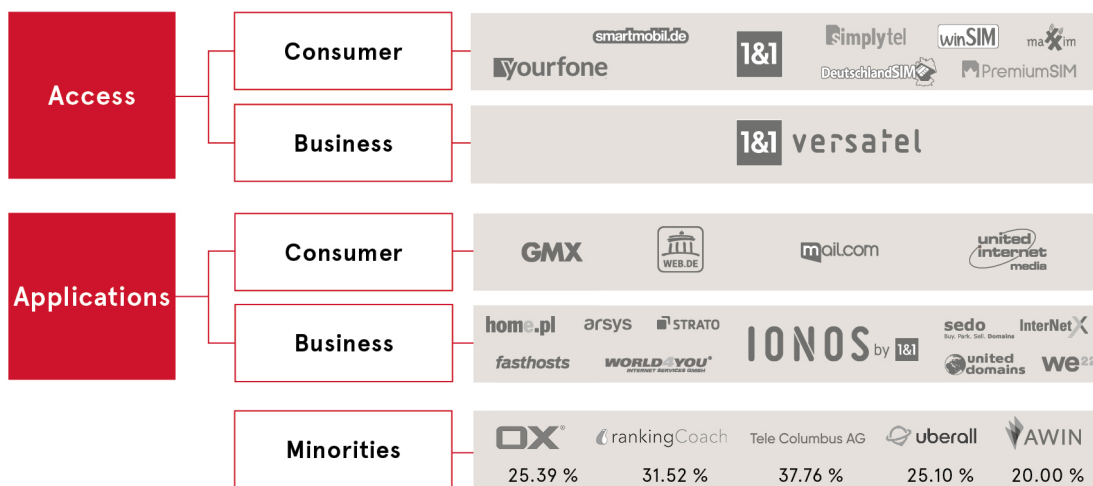 Access
Consumer
smartmobil.de
yourfone
1&1
simplytel
winSIM
maXXim
DeutschlandSIM
PremiumSIM
Business
1&1 versatel
Applications
Consumer
GMX
WEB.DE
mail.com
united
internet
media
Business
home.pl
arsys
STRATO
fasthosts
WORLD4YOU®
INTERNET SERVICES GMBH
IONOS by 1&1
sedo
Buy. Park. Sell. Domains
InterNetX
united
domains
we22
Minorities
OX®
rankingCoach
Tele Columbus AG
uberall
AWIN
25.39 %
31.52 %
37.76 %
25.10 %
20.00 %